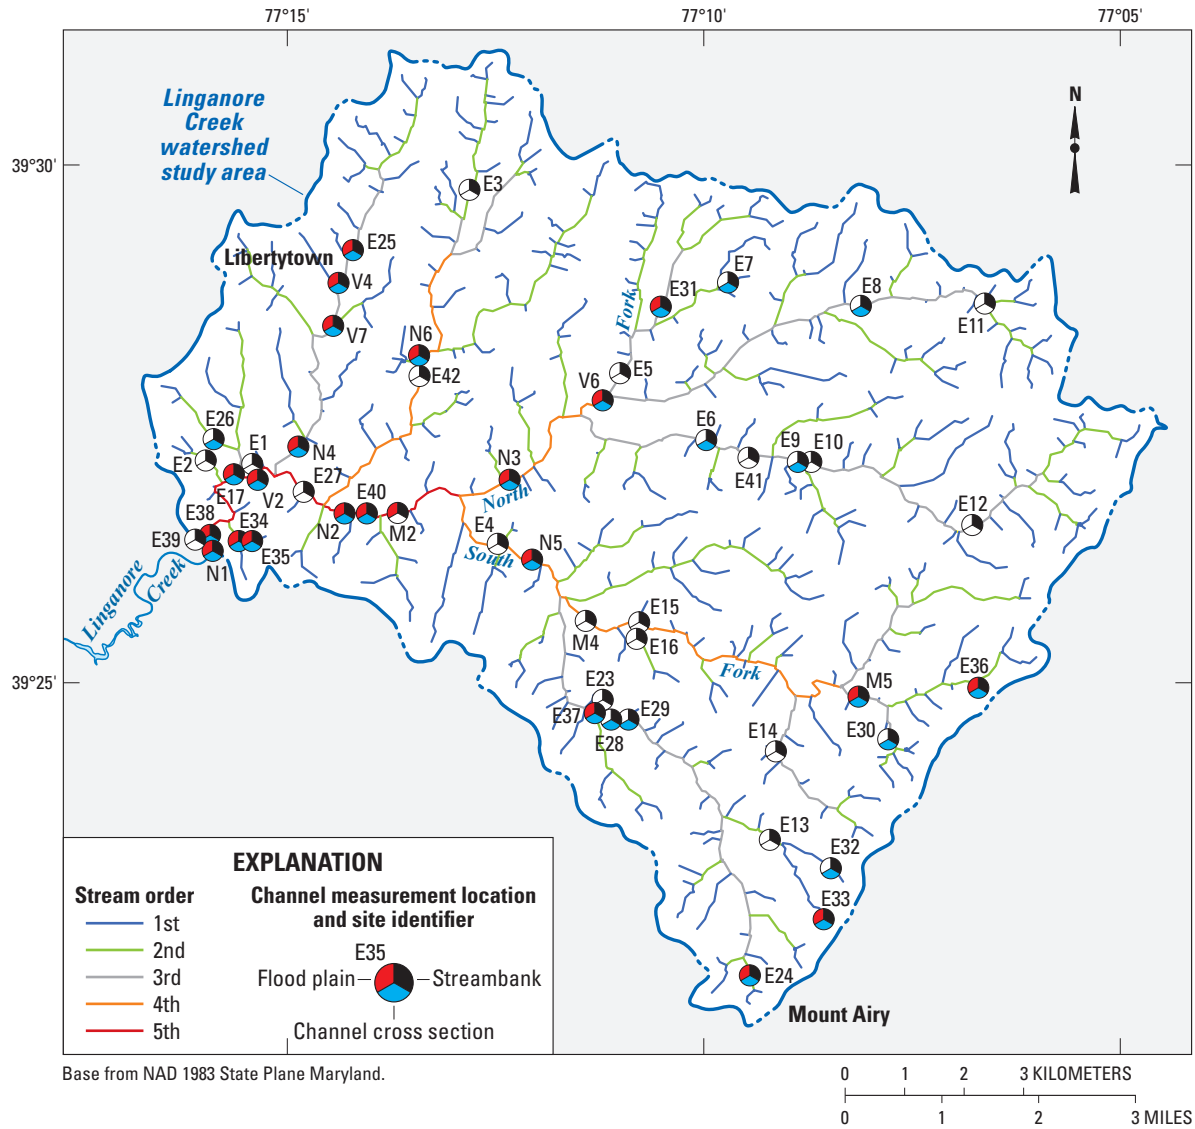 77°15'
77°10'
77°05'
Linganore
Creek
watershed
study area
N
39°30'
E3
E25
Libertytown
V4
E7
E31
E8
E11
Fork
V7
N6
E42
E5
V6
E26
E6
E2
E1
N4
E9
E10
E41
E27
N3
E17
V2
North
E12
E38
E34
N2
E40
M2
E4
E39
E35
N1
South
N5
Linganore
Creek
E15
M4
E16
39°25'
Fork
M5
E36
E23
E37
E29
E28
E14
E30
E13
E32
E33
E24
Mount Airy
EXPLANATION
Stream order
1st
2nd
3rd
4th
5th
Channel measurement location
and site identifier
E35
Flood plain
Streambank
Channel cross section
Base from NAD 1983 State Plane Maryland.
0 1 2 3 KILOMETERS
0 1 2 3 MILES